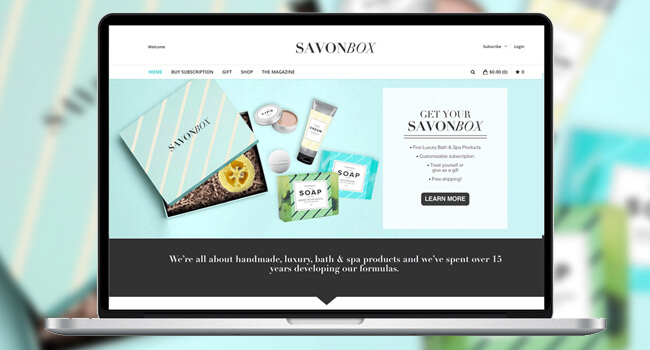 Welcome
SAVONBOX
Subscribe
Login
HOME
BUY SUBSCRIPTION
GIFT
SHOP
THE MAGAZINE
$0.00 (0)
0
SAVONBOX
CREAM
SOAP
SOAP
GET YOUR
SAVONBOX
• Five Luxury Bath & Spa Products
• Customizable subscription
• Treat yourself or
give as a gift
• Free shipping!
LEARN MORE
We're all about handmade, luxury, bath & spa products and we've spent over 15
years developing our formulas.